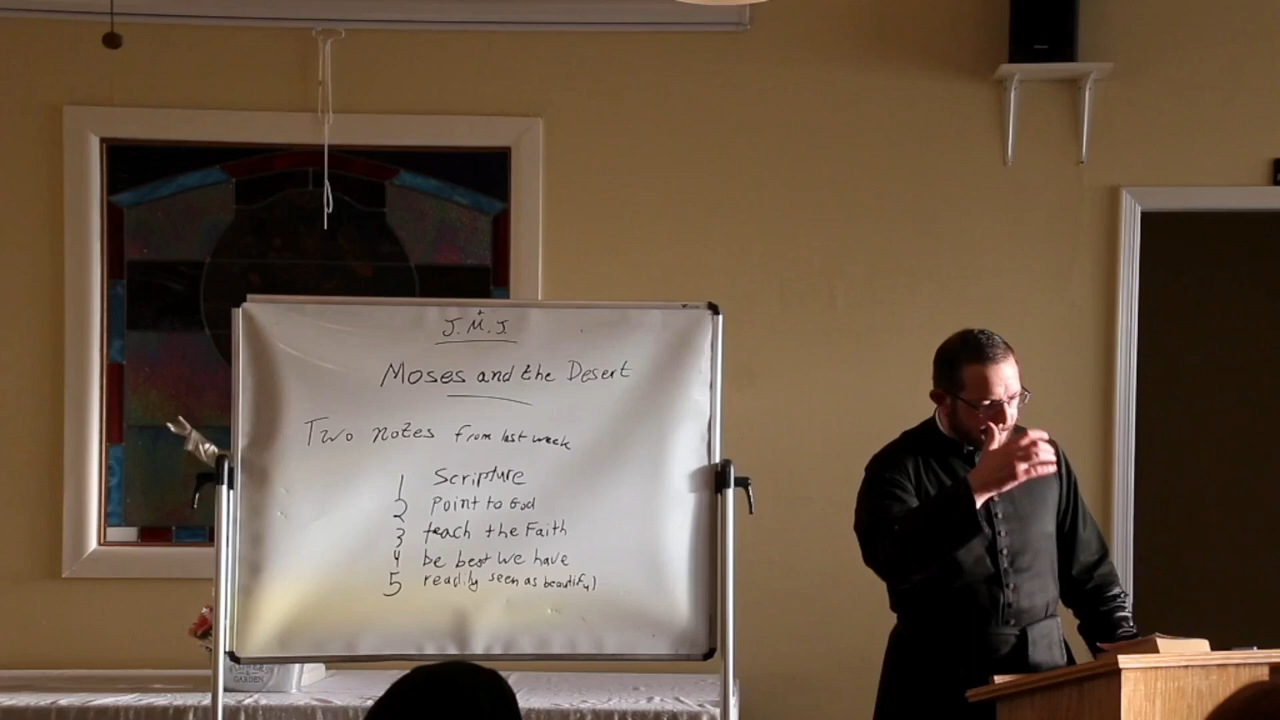 J.M.J.
Moses and the Desert
Two notes from last week
1 Scripture
2 Point to God
3 teach the Faith
4 be best we have
5 readily seen as beautiful
GARDEN